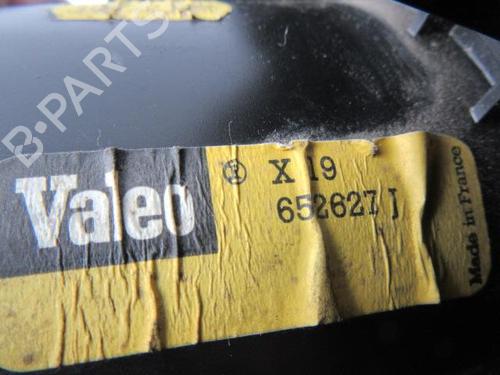 B-PARTS
Valeo
X 19
652627 J
Made in France